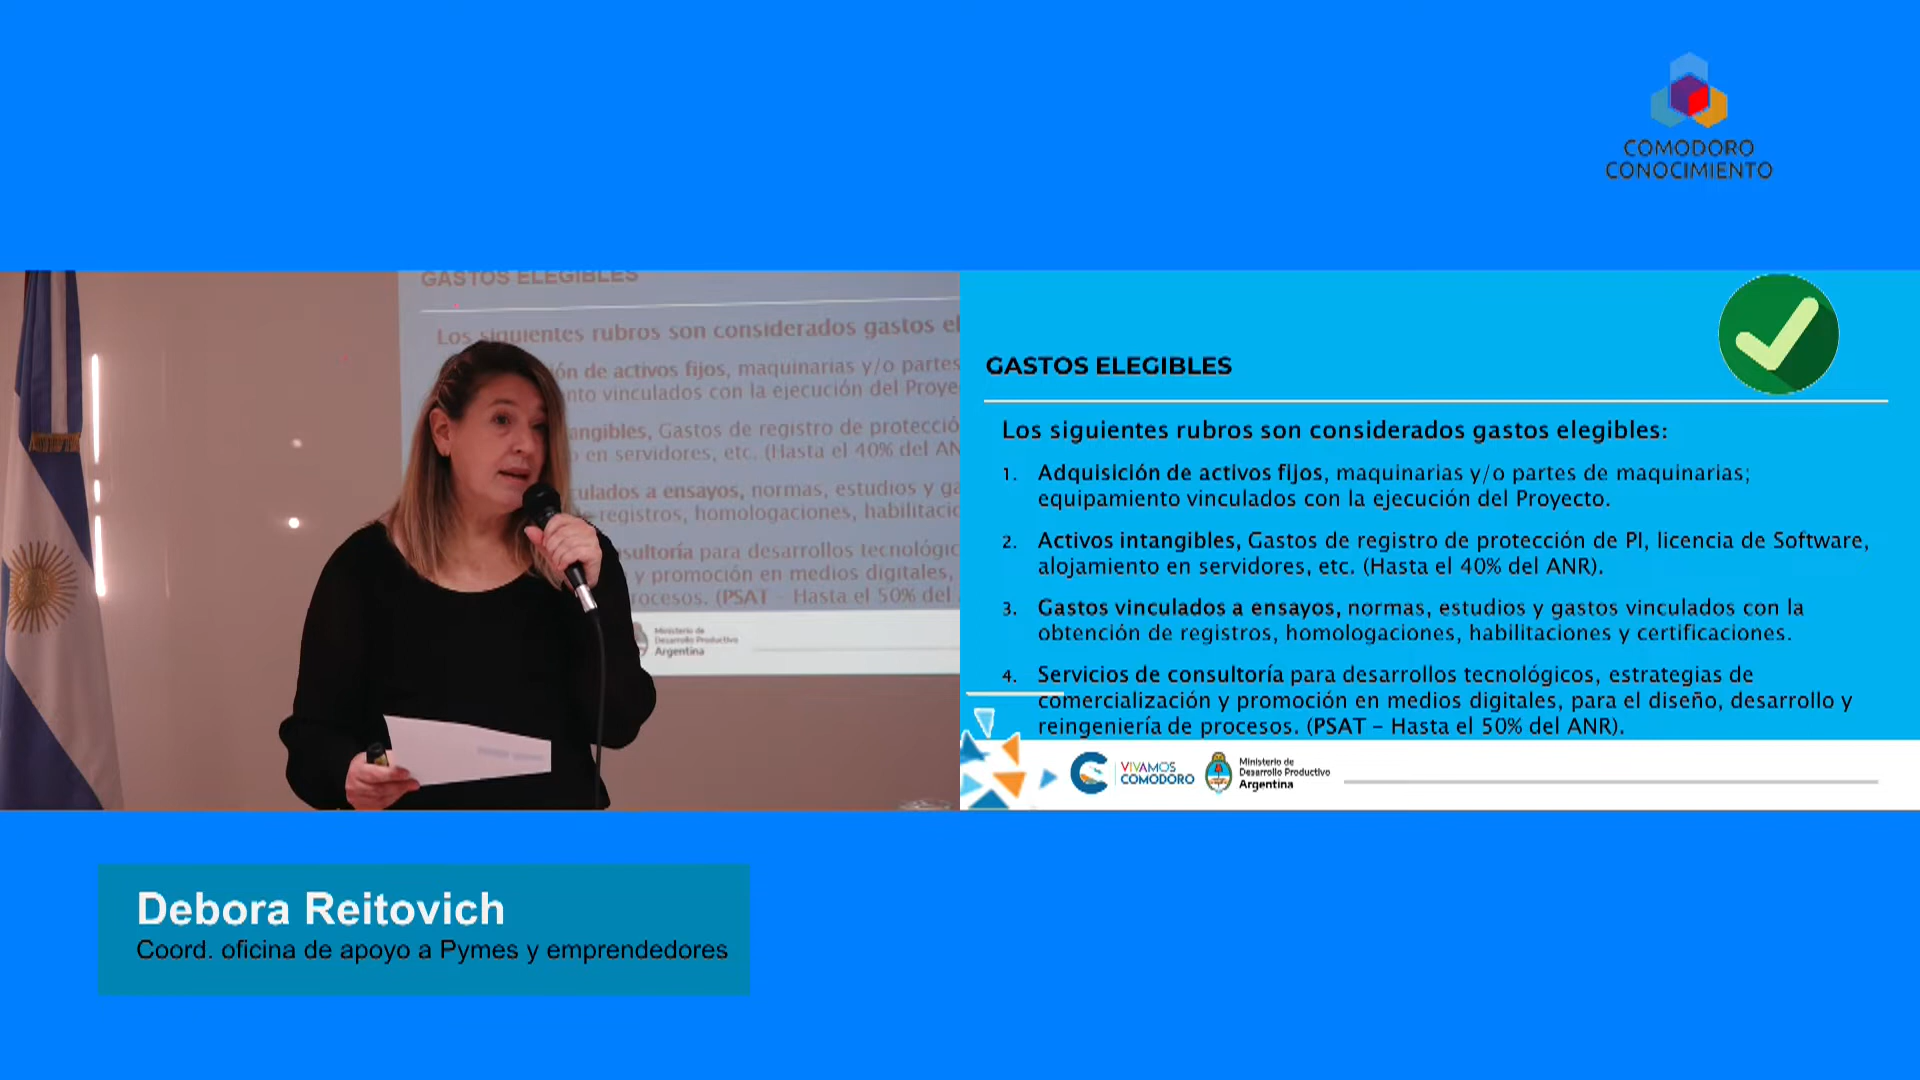 COMODORO
CONOCIMIENTO
GASTOS ELEGIBLES
Los siguientes rubros son considerados gastos el
ón de activos fijos, maquinarias y/o partes
nto vinculados con la ejecución del Proye
angibles, Gastos de registro de protecció
en servidores, etc. (Hasta el 40% del AN
culados a ensayos, normas, estudios y ga
registros, homologaciones, habilitacio
sultoría para desarrollos tecnológic
y promoción en medios digitales,
rocesos. (PSAT - Hasta el 50% del
Ministerio de
Desarrollo Productivo
Argentina
GASTOS ELEGIBLES
Los siguientes rubros son considerados gastos elegibles:
1. Adquisición de activos fijos, maquinarias y/o partes de maquinarias;
equipamiento vinculados con la ejecución del Proyecto.
2. Activos intangibles, Gastos de registro de protección de PI, licencia de Software,
alojamiento en servidores, etc. (Hasta el 40% del ANR).
3. Gastos vinculados a ensayos, normas, estudios y gastos vinculados con la
obtención de registros, homologaciones, habilitaciones y certificaciones.
4. Servicios de consultoría para desarrollos tecnológicos, estrategias de
comercialización y promoción en medios digitales, para el diseño, desarrollo y
reingeniería de procesos. (PSAT – Hasta el 50% del ANR).
VIVAMOS
COMODORO
Ministerio de
Desarrollo Productivo
Argentina
Debora Reitovich
Coord. oficina de apoyo a Pymes y emprendedores